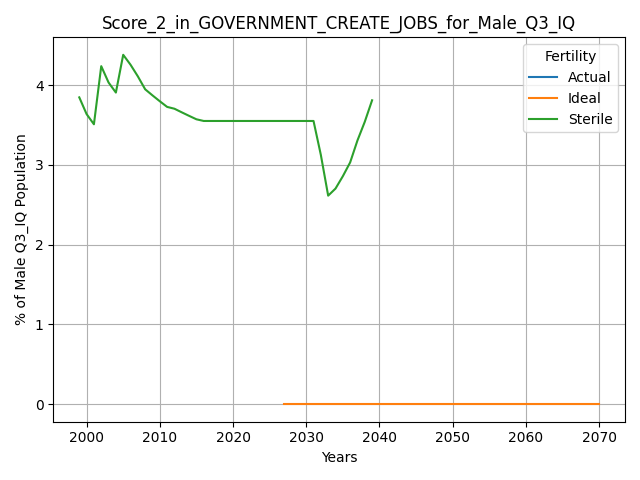 Score_2_in_GOVERNMENT_CREATE_JOBS_for_Male_Q3_IQ
% of Male Q3_IQ Population
4
3
2
1
0
Fertility
Actual
Ideal
Sterile
2000 2010 2020 2030 2040 2050 2060 2070
Years